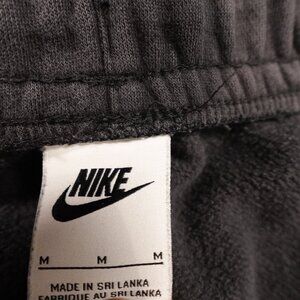 NIKE
M M M
MADE IN SRI LANKA
FABRIQUÉ AU SRI LANKA